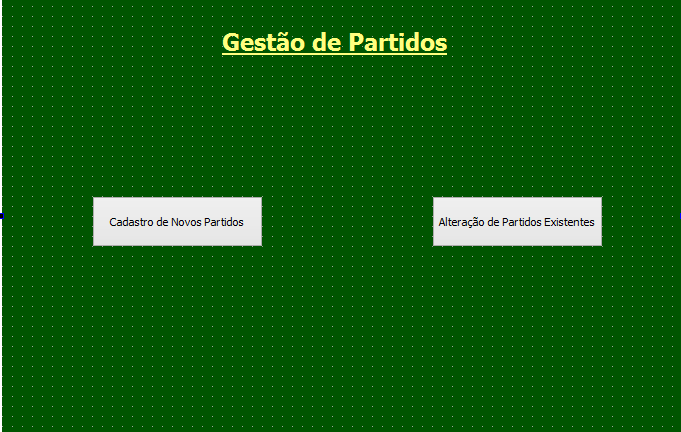 Gestão de Partidos
Cadastro de Novos Partidos
Alteração de Partidos Existentes